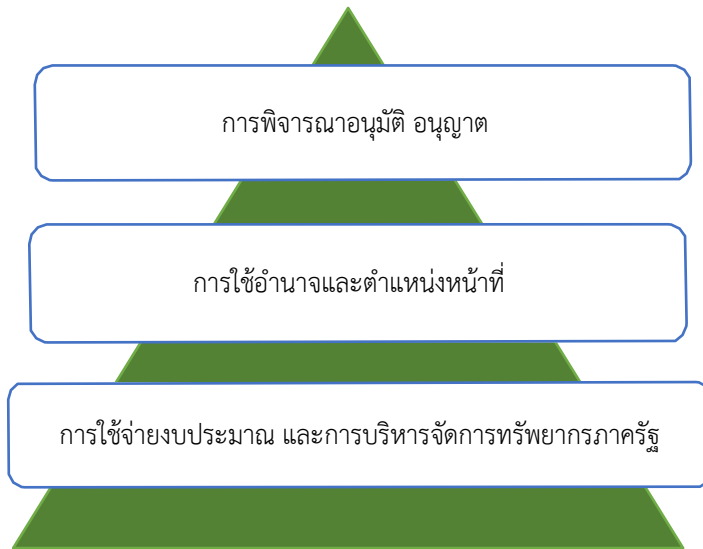 การพิจารณาอนุมัติ อนุญาต
การใช้อำนาจและตำแหน่งหน้าที่
การใช้จ่ายงบประมาณ และการบริหารจัดการทรัพยากรภาครัฐ